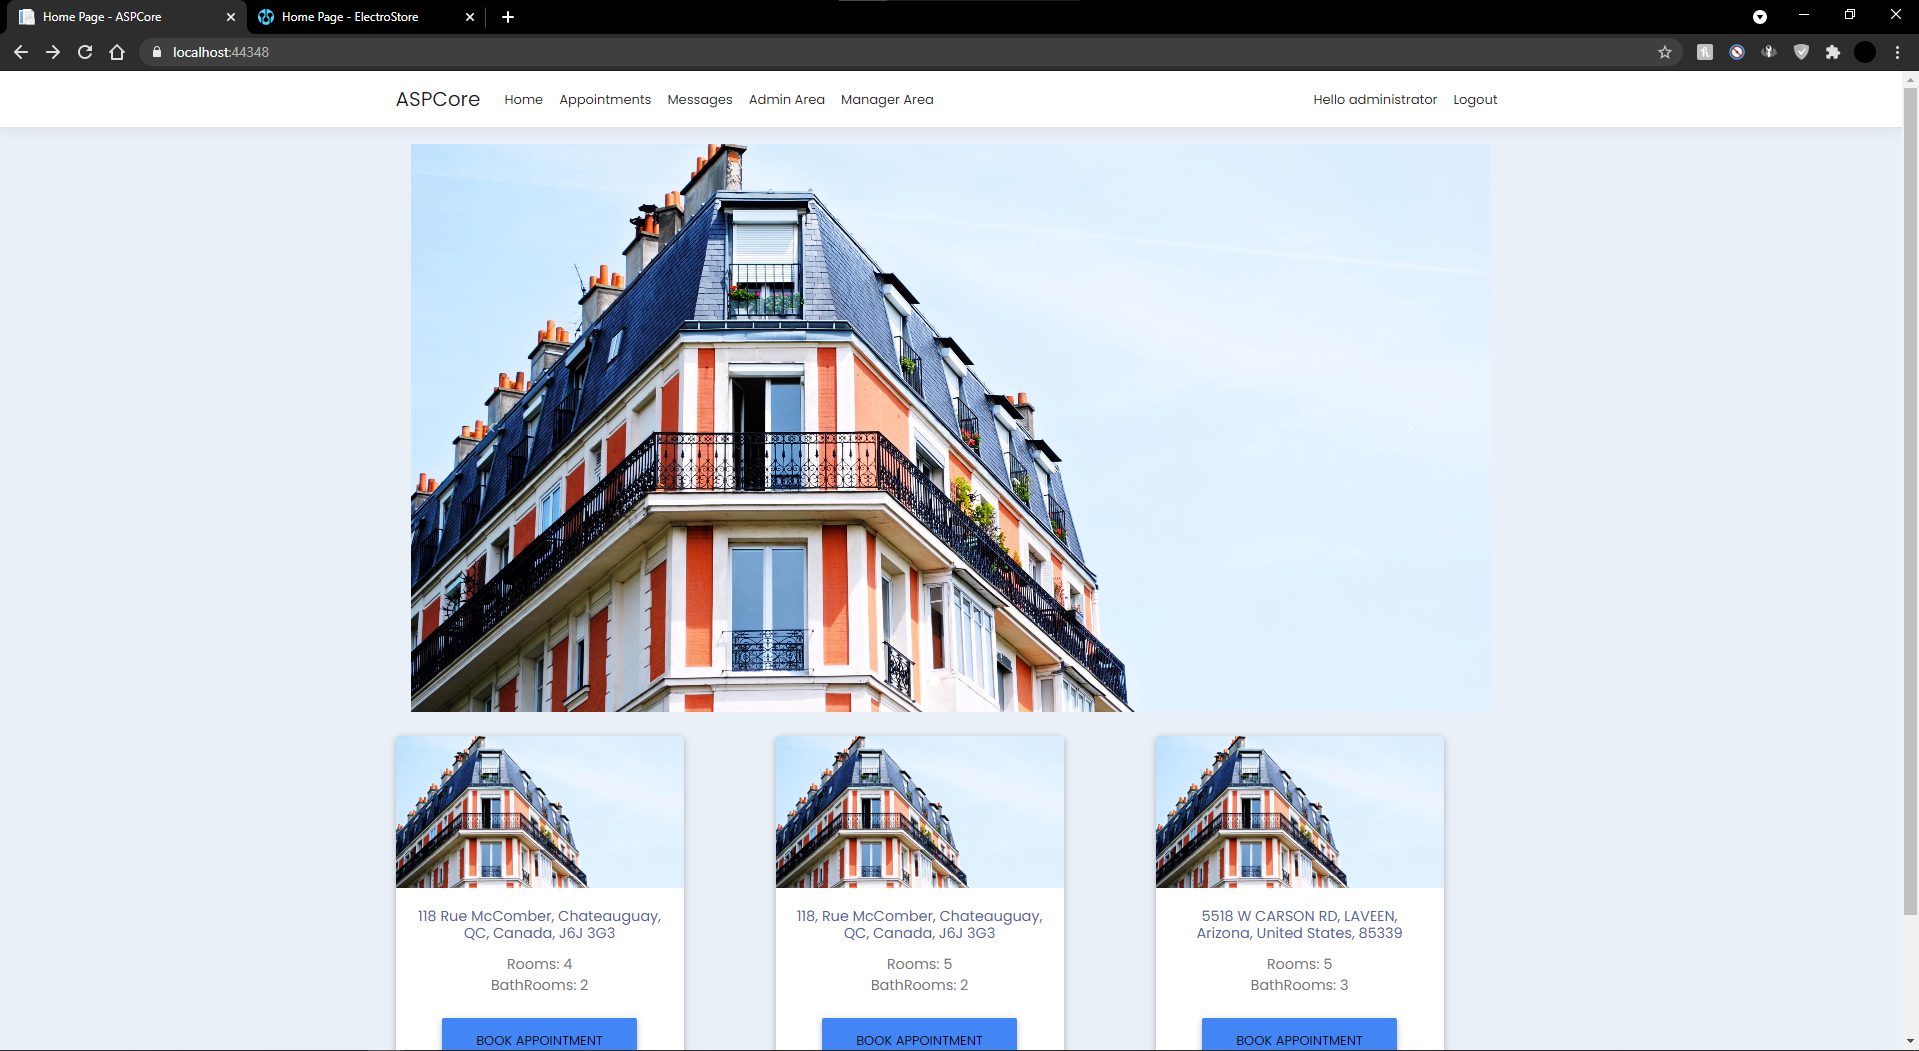 Home Page - ASPCore
Home Page - ElectroStore
localhost:44348
ASPCore Home Appointments Messages Admin Area Manager Area Hello administrator Logout
118 Rue McComber, Chateauguay,
QC, Canada, J6J 3G3
Rooms: 4
BathRooms: 2
BOOK APPOINTMENT
118, Rue McComber, Chateauguay,
QC, Canada, J6J 3G3
Rooms: 5
BathRooms: 2
BOOK APPOINTMENT
5518 W CARSON RD, LAVEEN,
Arizona, United States, 85339
Rooms: 5
BathRooms: 3
BOOK APPOINTMENT